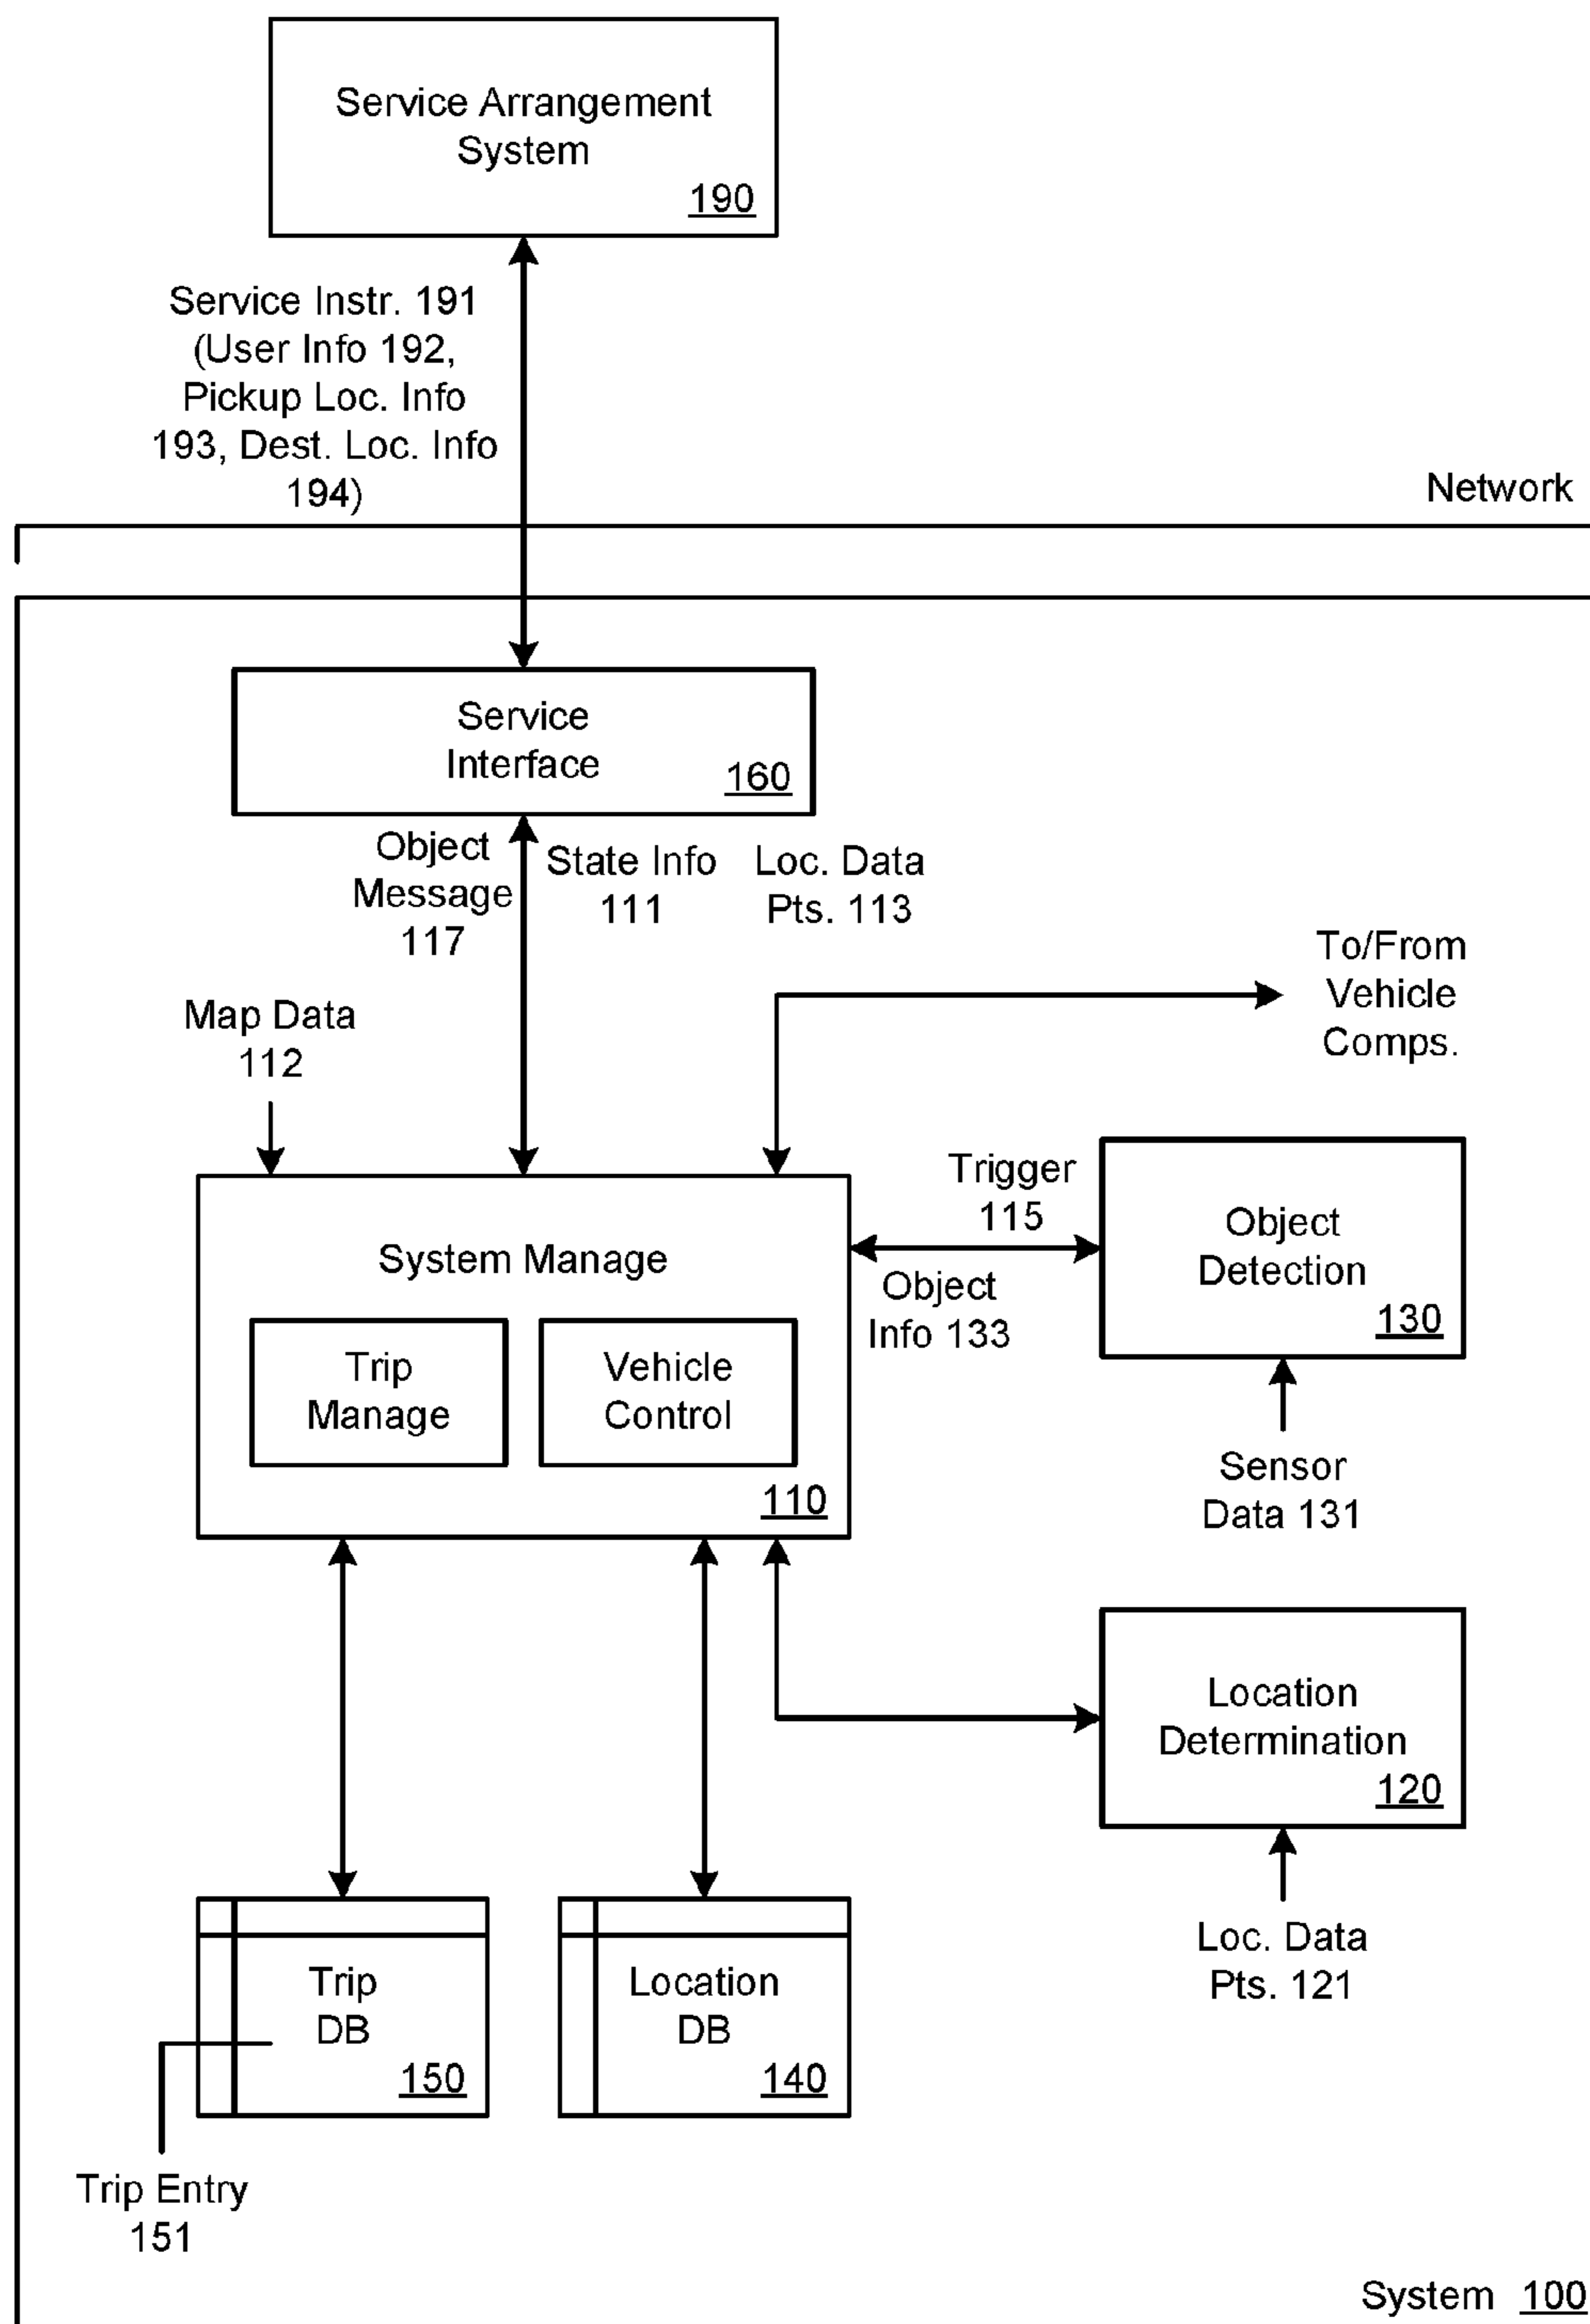 Service Arrangement
System
190
Service Instr. 191
(User Info 192,
Pickup Loc. Info
193, Dest. Loc. Info
194)
Network
Service
Interface
160
Object
Message
117
State Info
111
Loc. Data
Pts. 113
To/From
Vehicle
Comps.
Map Data
112
Trigger
115
Object
Detection
130
System Manage
Object
Info 133
Trip
Manage
Vehicle
Control
110
Sensor
Data 131
Location
Determination
120
Loc. Data
Pts. 121
Trip
DB
150
Location
DB
140
Trip Entry
151
System 100